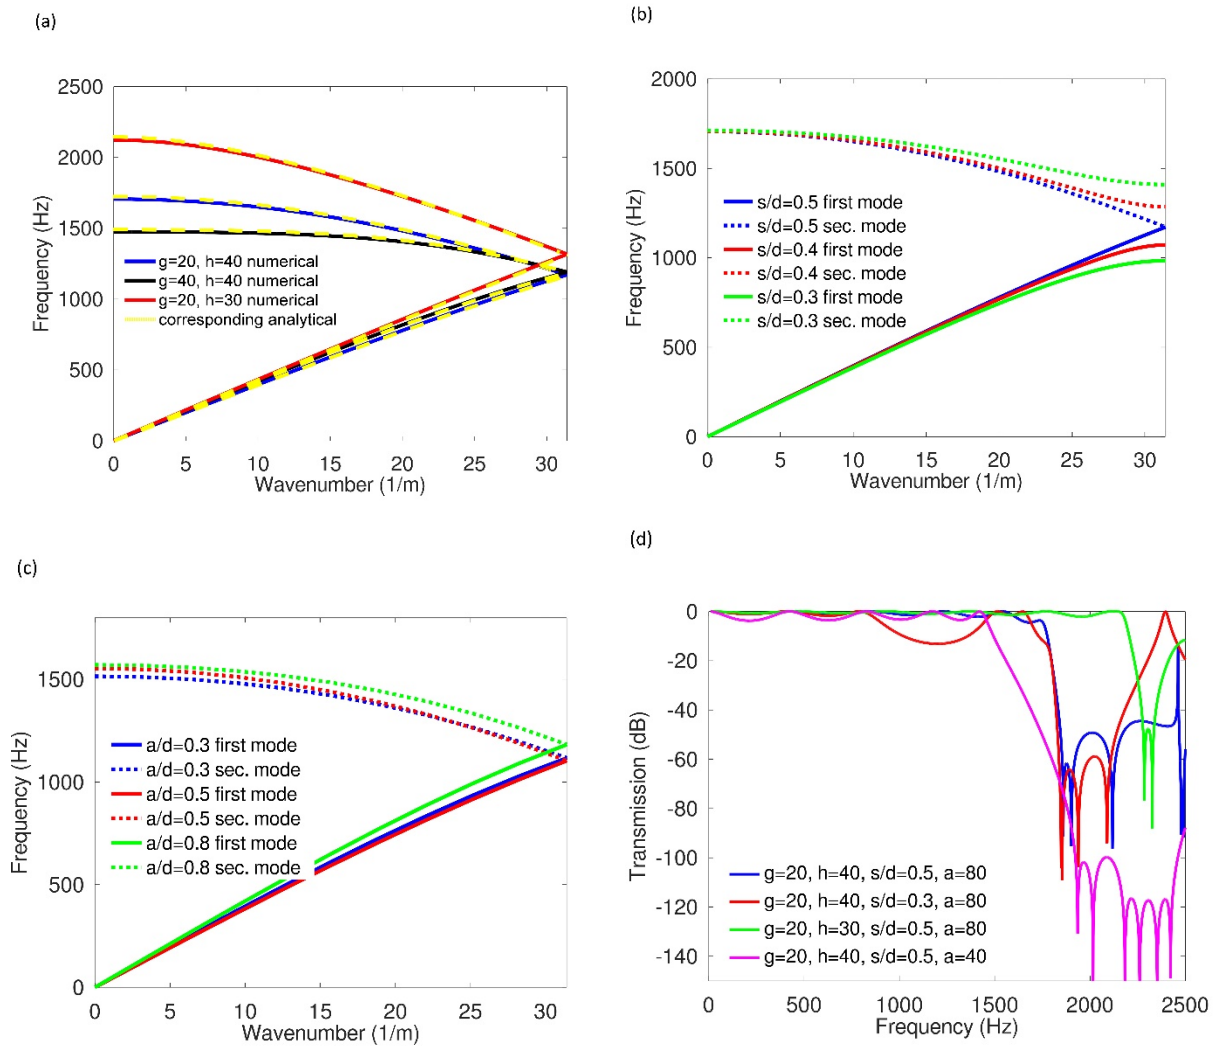 (a)
Frequency (Hz)
2500
2000
1500
1000
500
0
g=20, h=40 numerical
g=40, h=40 numerical
g=20, h=30 numerical
corresponding analytical
0 5 10 15 20 25 30
Wavenumber (1/m)
(b)
Frequency (Hz)
2000
1500
1000
500
0
s/d=0.5 first mode
s/d=0.5 sec. mode
s/d=0.4 first mode
s/d=0.4 sec. mode
s/d=0.3 first mode
s/d=0.3 sec. mode
0 5 10 15 20 25 30
Wavenumber (1/m)
(c)
Frequency (Hz)
1500
1000
500
0
a/d=0.3 first mode
a/d=0.3 sec. mode
a/d=0.5 first mode
a/d=0.5 sec. mode
a/d=0.8 first mode
a/d=0.8 sec. mode
0 5 10 15 20 25 30
Wavenumber (1/m)
(d)
Transmission (dB)
0
-20
-40
-60
-80
-100
-120
-140
g=20, h=40, s/d=0.5, a=80
g=20, h=40, s/d=0.3, a=80
g=20, h=30, s/d=0.5, a=80
g=20, h=40, s/d=0.5, a=40
0 500 1000 1500 2000 2500
Frequency (Hz)